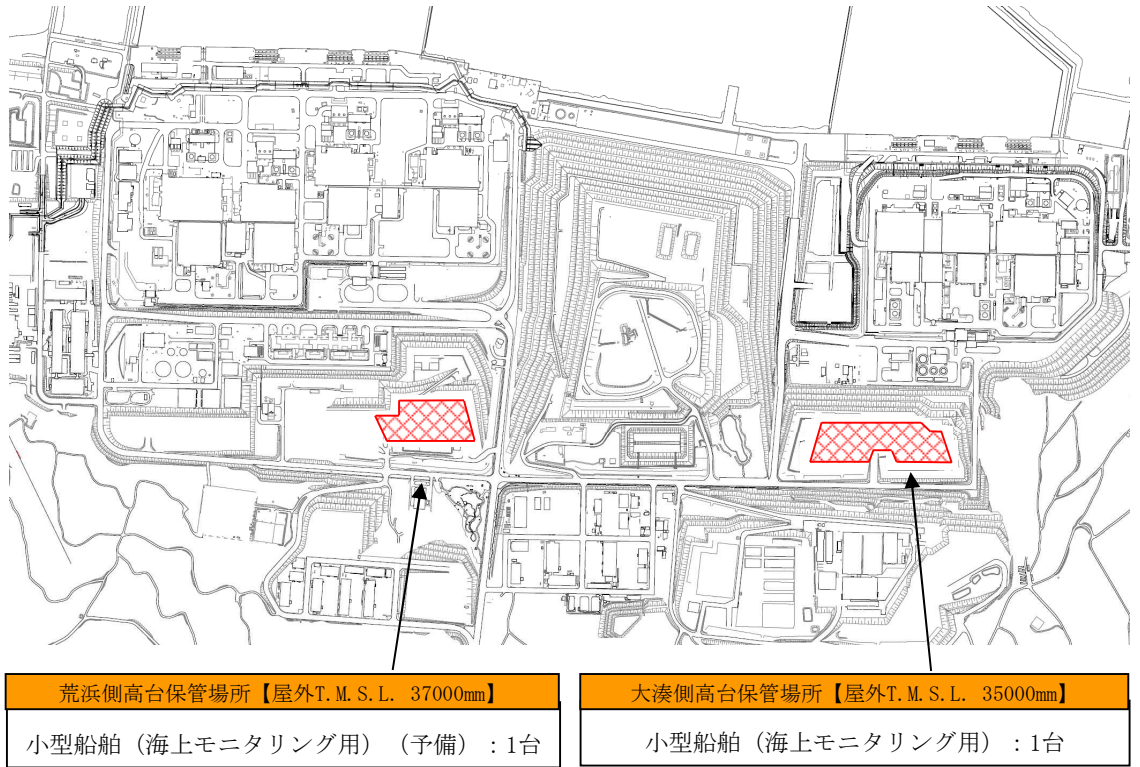 荒浜側高台保管場所【屋外T.M.S.L. 37000mm】
小型船舶（海上モニタリング用）（予備）：1台
大湊側高台保管場所【屋外T.M.S.L. 35000mm】
小型船舶（海上モニタリング用）：1台